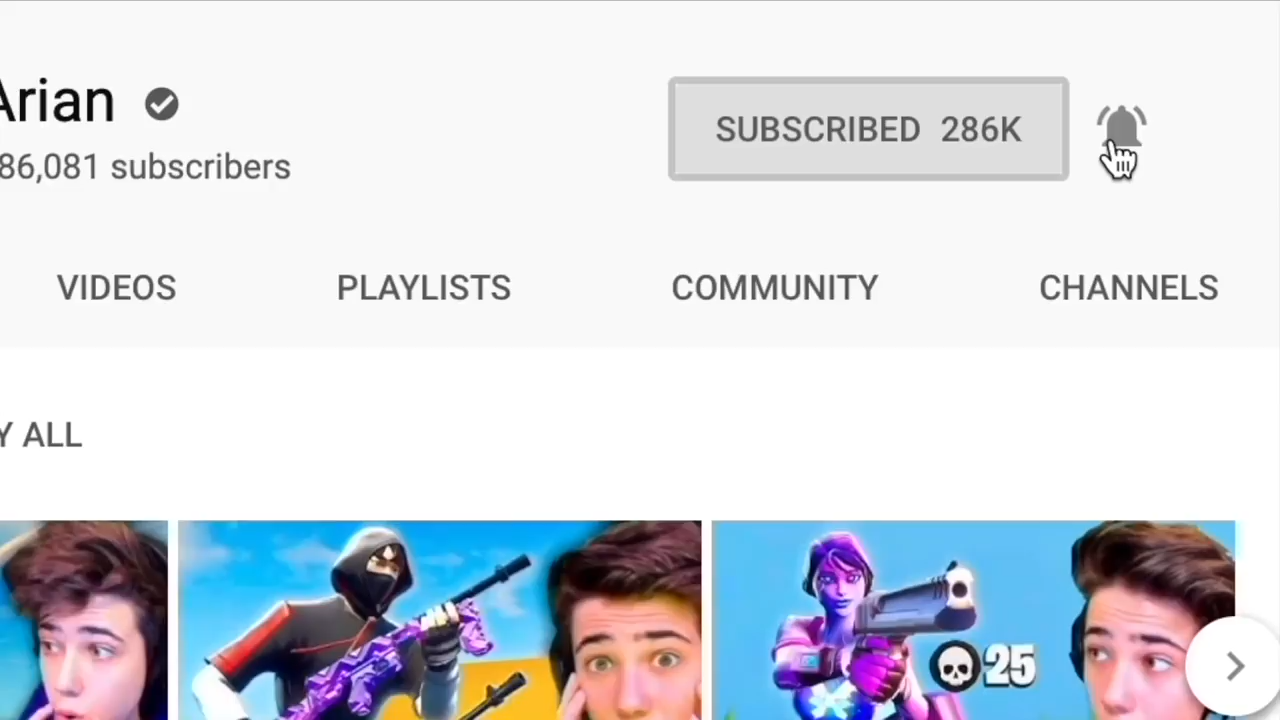 Arian
86,081 subscribers
SUBSCRIBED 286K
VIDEOS PLAYLISTS COMMUNITY CHANNELS
Y ALL
25